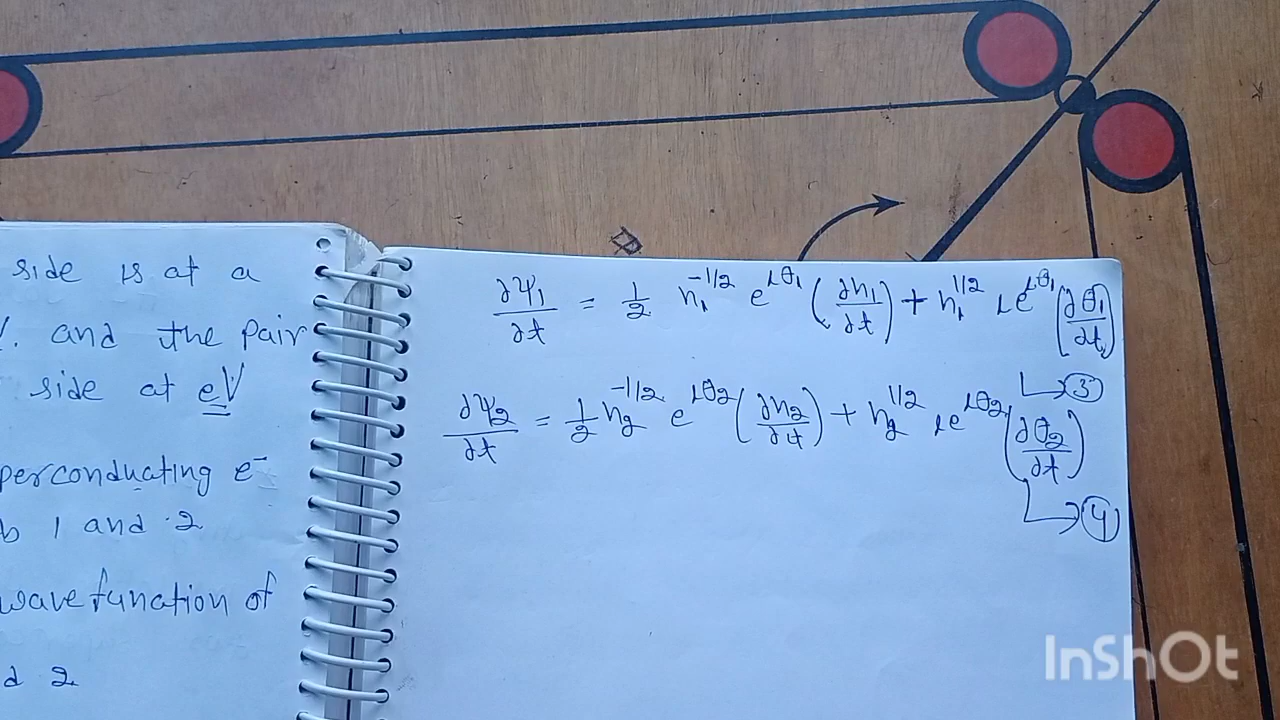 side is at a
V. and the pair
side at eV
perconducting e⁻
b 1 and 2
wave function of
d 2
∂ψ₁/∂t = 1/2 n₁^(-1/2) e^(iθ₁) (∂n₁/∂t) + n₁^(1/2) i e^(iθ₁) (∂θ₁/∂t)
→ ③
∂ψ₂/∂t = 1/2 n₂^(-1/2) e^(iθ₂) (∂n₂/∂t) + n₂^(1/2) i e^(iθ₂) (∂θ₂/∂t)
→ ④
InShOt